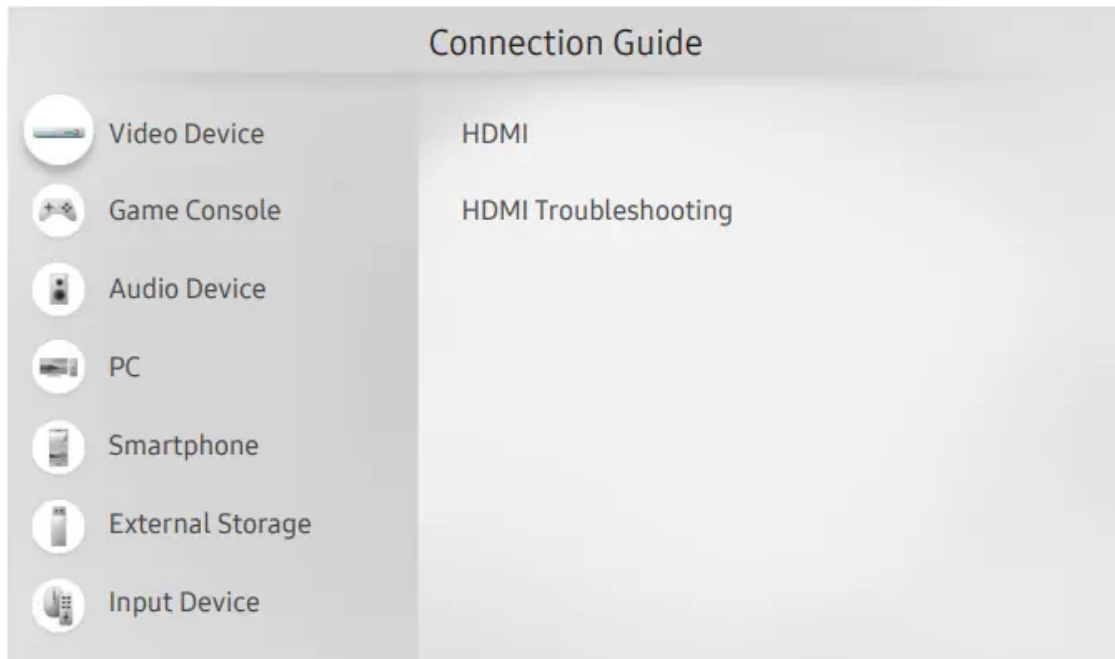 Connection Guide
Video Device
Game Console
Audio Device
PC
Smartphone
External Storage
Input Device
HDMI
HDMI Troubleshooting